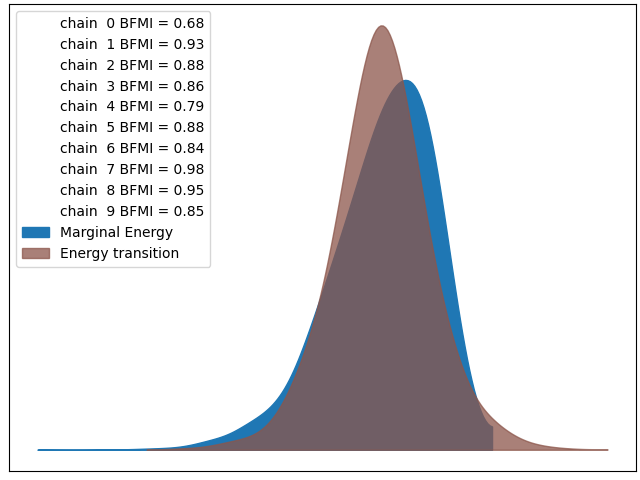 chain  0 BFMI = 0.68
chain  1 BFMI = 0.93
chain  2 BFMI = 0.88
chain  3 BFMI = 0.86
chain  4 BFMI = 0.79
chain  5 BFMI = 0.88
chain  6 BFMI = 0.84
chain  7 BFMI = 0.98
chain  8 BFMI = 0.95
chain  9 BFMI = 0.85
Marginal Energy
Energy transition